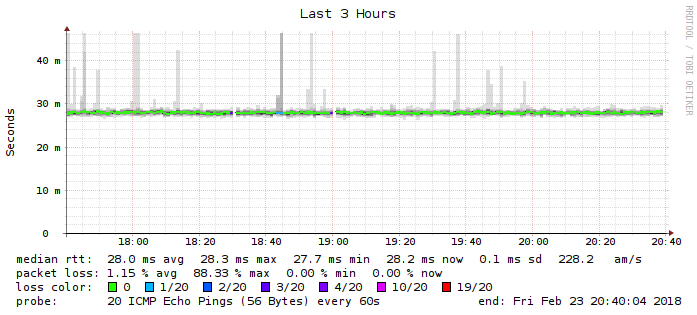 Last 3 Hours
RRDTOOL / TOBI OETIKER
Seconds
40 m
30 m
20 m
10 m
0
18:00 18:20 18:40 19:00 19:20 19:40 20:00 20:20 20:40
median rtt: 28.0 ms avg 28.3 ms max 27.7 ms min 28.2 ms now 0.1 ms sd 228.2 am/s
packet loss: 1.15 % avg 88.33 % max 0.00 % min 0.00 % now
loss color: 0 1/20 2/20 3/20 4/20 10/20 19/20
probe: 20 ICMP Echo Pings (56 Bytes) every 60s end: Fri Feb 23 20:40:04 2018